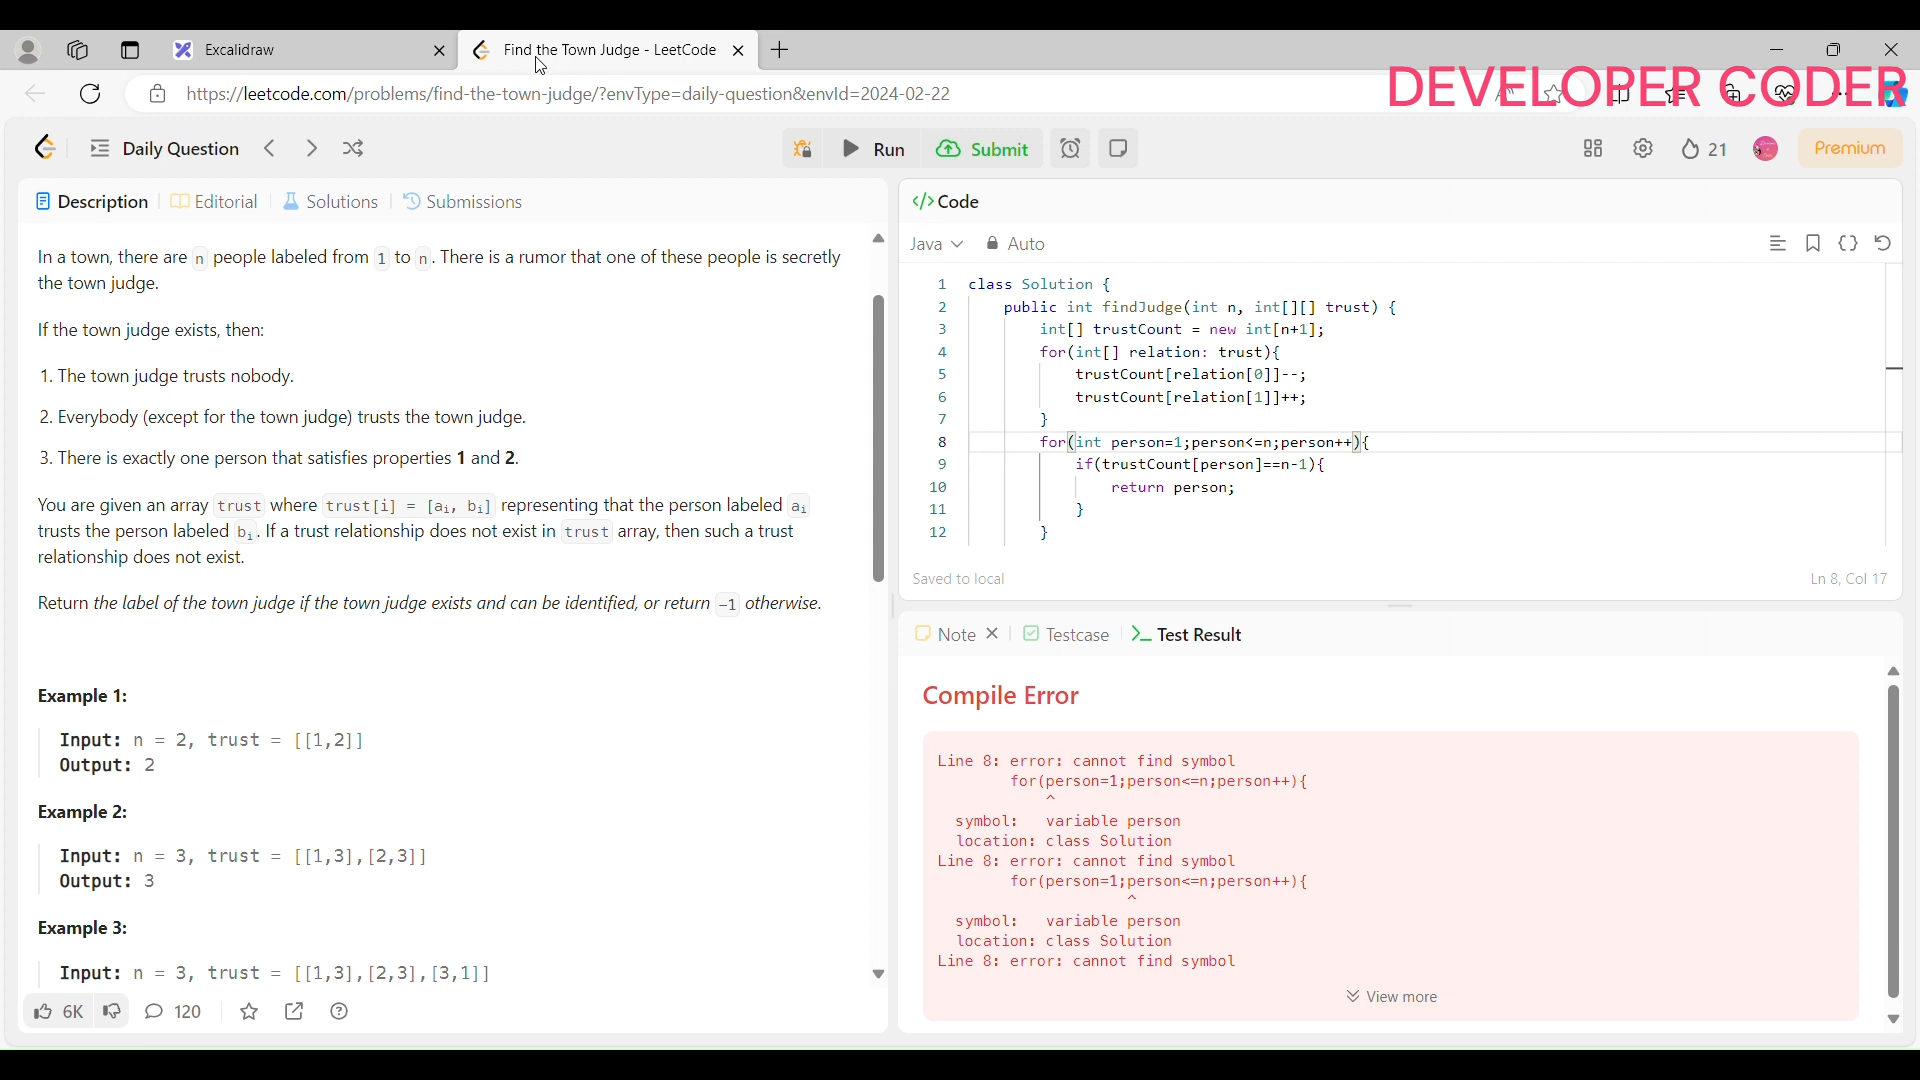 Excalidraw
Find the Town Judge - LeetCode
https://leetcode.com/problems/find-the-town-judge/?envType=daily-question&envId=2024-02-22
DEVELOPER CODER
Daily Question
Run
Submit
21
Premium
Description
Editorial
Solutions
Submissions
In a town, there are n people labeled from 1 to n. There is a rumor that one of these people is secretly
the town judge.
If the town judge exists, then:
1. The town judge trusts nobody.
2. Everybody (except for the town judge) trusts the town judge.
3. There is exactly one person that satisfies properties 1 and 2.
You are given an array trust where trust[i] = [aᵢ, bᵢ] representing that the person labeled aᵢ
trusts the person labeled bᵢ. If a trust relationship does not exist in trust array, then such a trust
relationship does not exist.
Return the label of the town judge if the town judge exists and can be identified, or return -1 otherwise.
Example 1:
Input: n = 2, trust = [[1,2]]
Output: 2
Example 2:
Input: n = 3, trust = [[1,3],[2,3]]
Output: 3
Example 3:
Input: n = 3, trust = [[1,3],[2,3],[3,1]]
6K
120
</> Code
Java
Auto
1 class Solution {
2 public int findJudge(int n, int[][] trust) {
3 int[] trustCount = new int[n+1];
4 for(int[] relation: trust){
5 trustCount[relation[0]]--;
6 trustCount[relation[1]]++;
7 }
8 for(int person=1;person<=n;person++){
9 if(trustCount[person]==n-1){
10 return person;
11 }
12 }
Saved to local
Ln 8, Col 17
Note
Testcase
Test Result
Compile Error
Line 8: error: cannot find symbol
for(person=1;person<=n;person++){
^
symbol: variable person
location: class Solution
Line 8: error: cannot find symbol
for(person=1;person<=n;person++){
^
symbol: variable person
location: class Solution
Line 8: error: cannot find symbol
View more